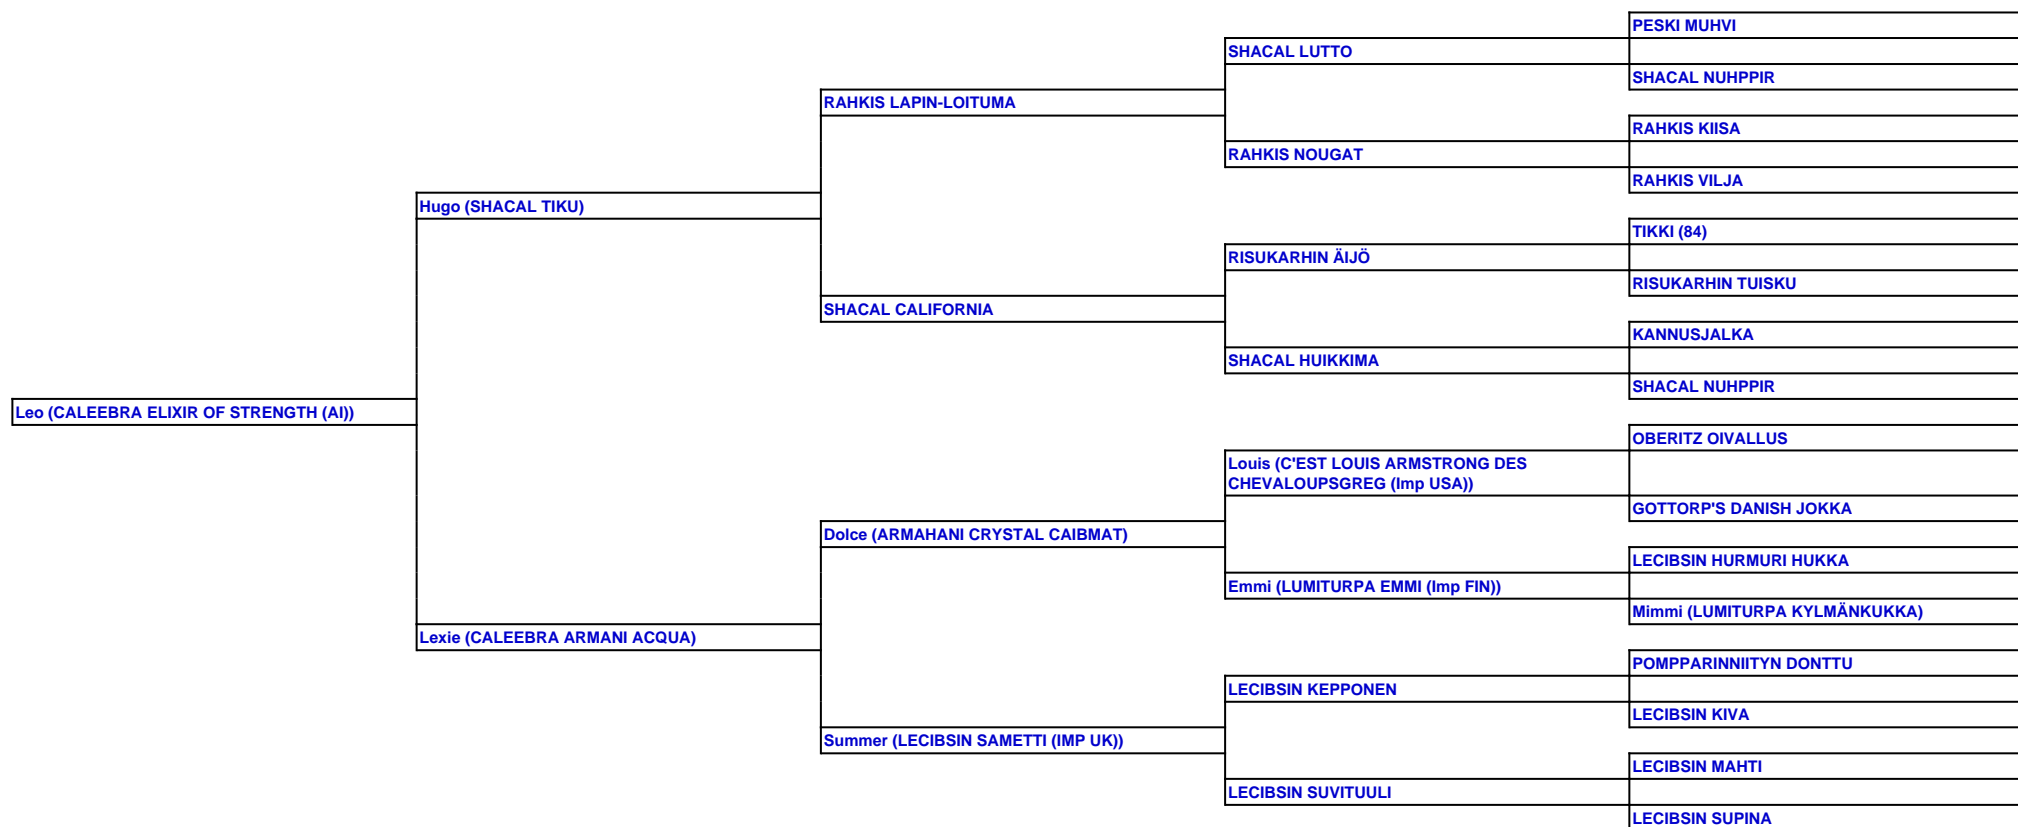 PESKI MUHVI
SHACAL LUTTO
SHACAL NUHPPIR
RAHKIS LAPIN-LOITUMA
RAHKIS KIISA
RAHKIS NOUGAT
RAHKIS VILJA
Hugo (SHACAL TIKU)
TIKKI (84)
RISUKARHIN ÄIJÖ
RISUKARHIN TUISKU
SHACAL CALIFORNIA
KANNUSJALKA
SHACAL HUIKKIMA
SHACAL NUHPPIR
Leo (CALEEBRA ELIXIR OF STRENGTH (AI))
OBERITZ OIVALLUS
Louis (C'EST LOUIS ARMSTRONG DES
CHEVALOUPSGREG (Imp USA))
GOTTORP'S DANISH JOKKA
Dolce (ARMAHANI CRYSTAL CAIBMAT)
LECIBSIN HURMURI HUKKA
Emmi (LUMITURPA EMMI (Imp FIN))
Mimmi (LUMITURPA KYLMÄNKUKKA)
Lexie (CALEEBRA ARMANI ACQUA)
POMPPARINNIITYN DONTTU
LECIBSIN KEPPONEN
LECIBSIN KIVA
Summer (LECIBSIN SAMETTI (IMP UK))
LECIBSIN MAHTI
LECIBSIN SUVITUULI
LECIBSIN SUPINA